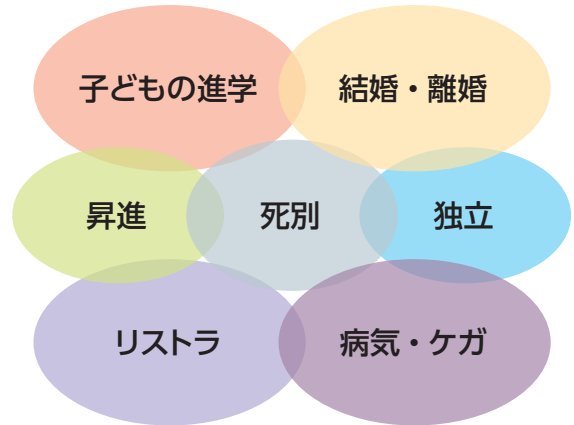 子どもの進学
結婚・離婚
昇進
死別
独立
リストラ
病気・ケガ